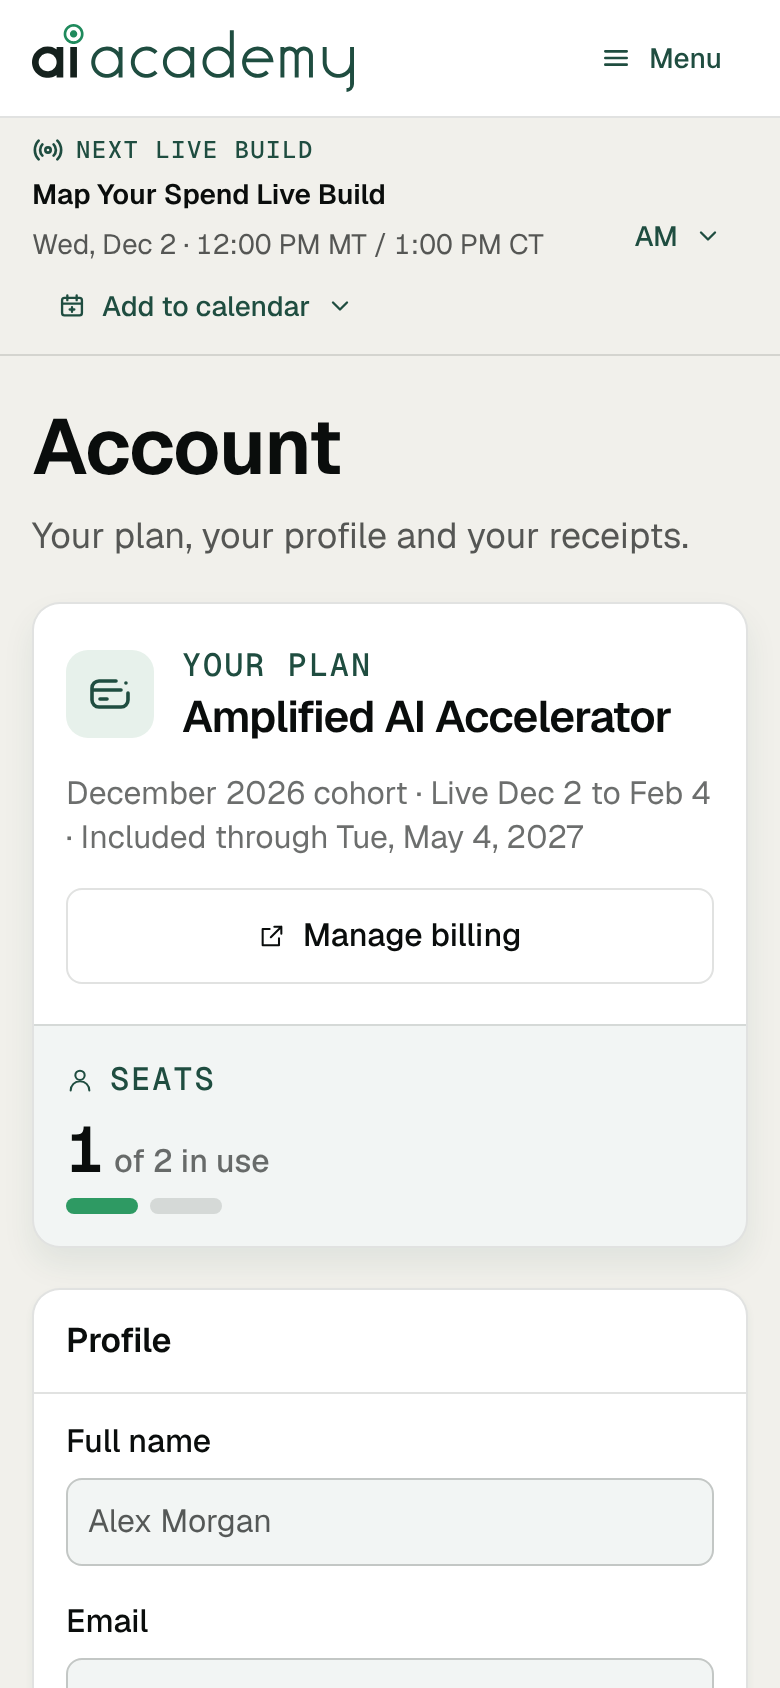 ai academy
Menu
NEXT LIVE BUILD
Map Your Spend Live Build
Wed, Dec 2 · 12:00 PM MT / 1:00 PM CT
AM
Add to calendar
Account
Your plan, your profile and your receipts.
YOUR PLAN
Amplified AI Accelerator
December 2026 cohort · Live Dec 2 to Feb 4
· Included through Tue, May 4, 2027
Manage billing
SEATS
1 of 2 in use
Profile
Full name
Alex Morgan
Email